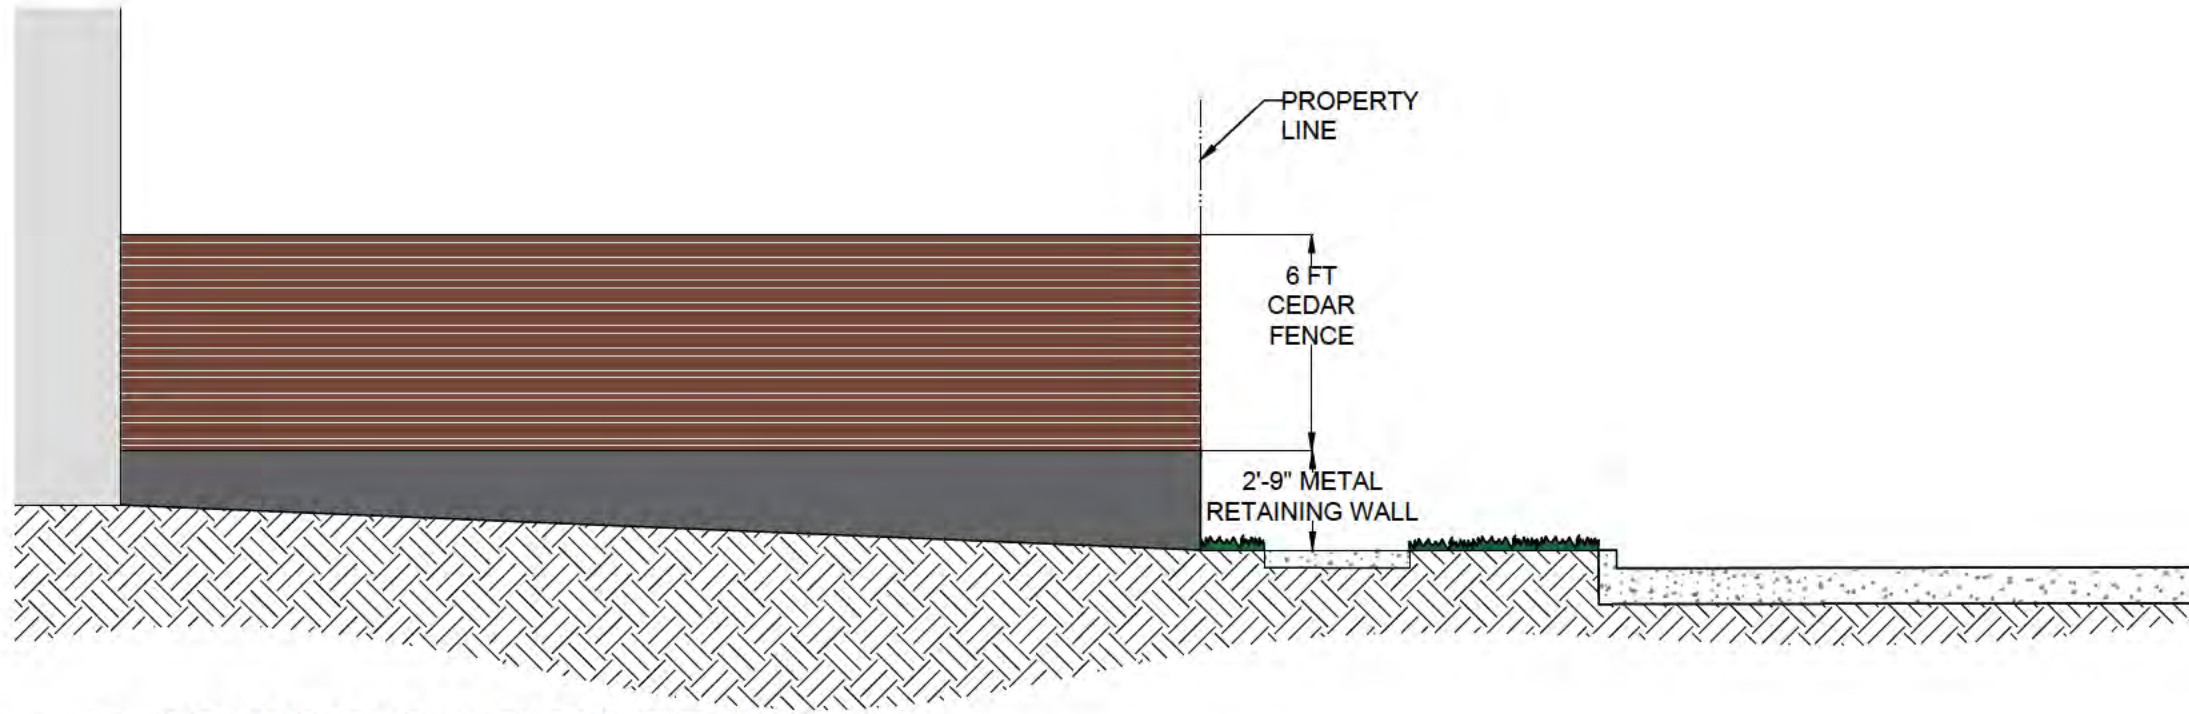 PROPERTY
LINE
6 FT
CEDAR
FENCE
2'-9" METAL
RETAINING WALL